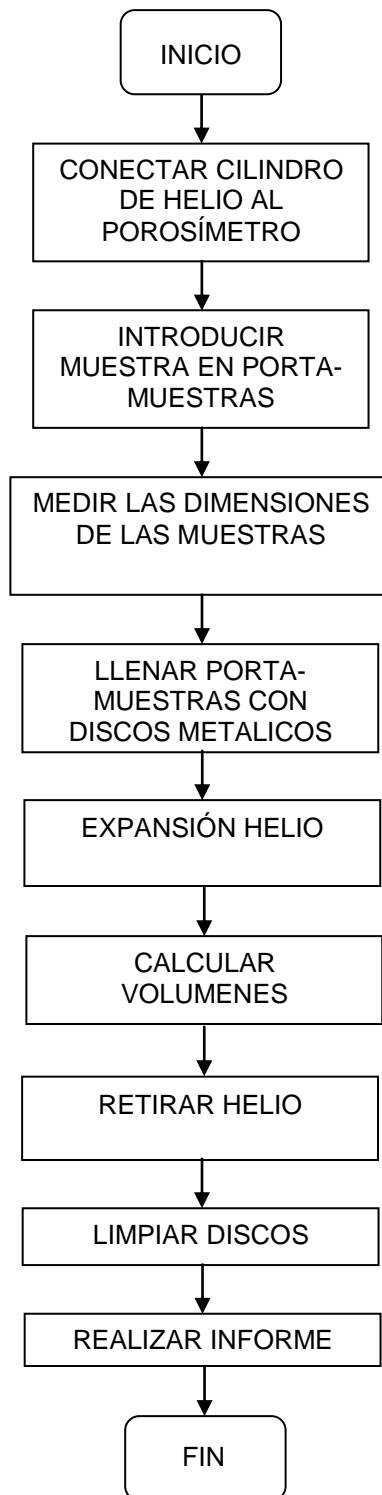 INICIO
CONECTAR CILINDRO
DE HELIO AL
POROSÍMETRO
INTRODUCIR
MUESTRA EN PORTA-
MUESTRAS
MEDIR LAS DIMENSIONES
DE LAS MUESTRAS
LLENAR PORTA-
MUESTRAS CON
DISCOS METALICOS
EXPANSIÓN HELIO
CALCULAR
VOLUMENES
RETIRAR HELIO
LIMPIAR DISCOS
REALIZAR INFORME
FIN